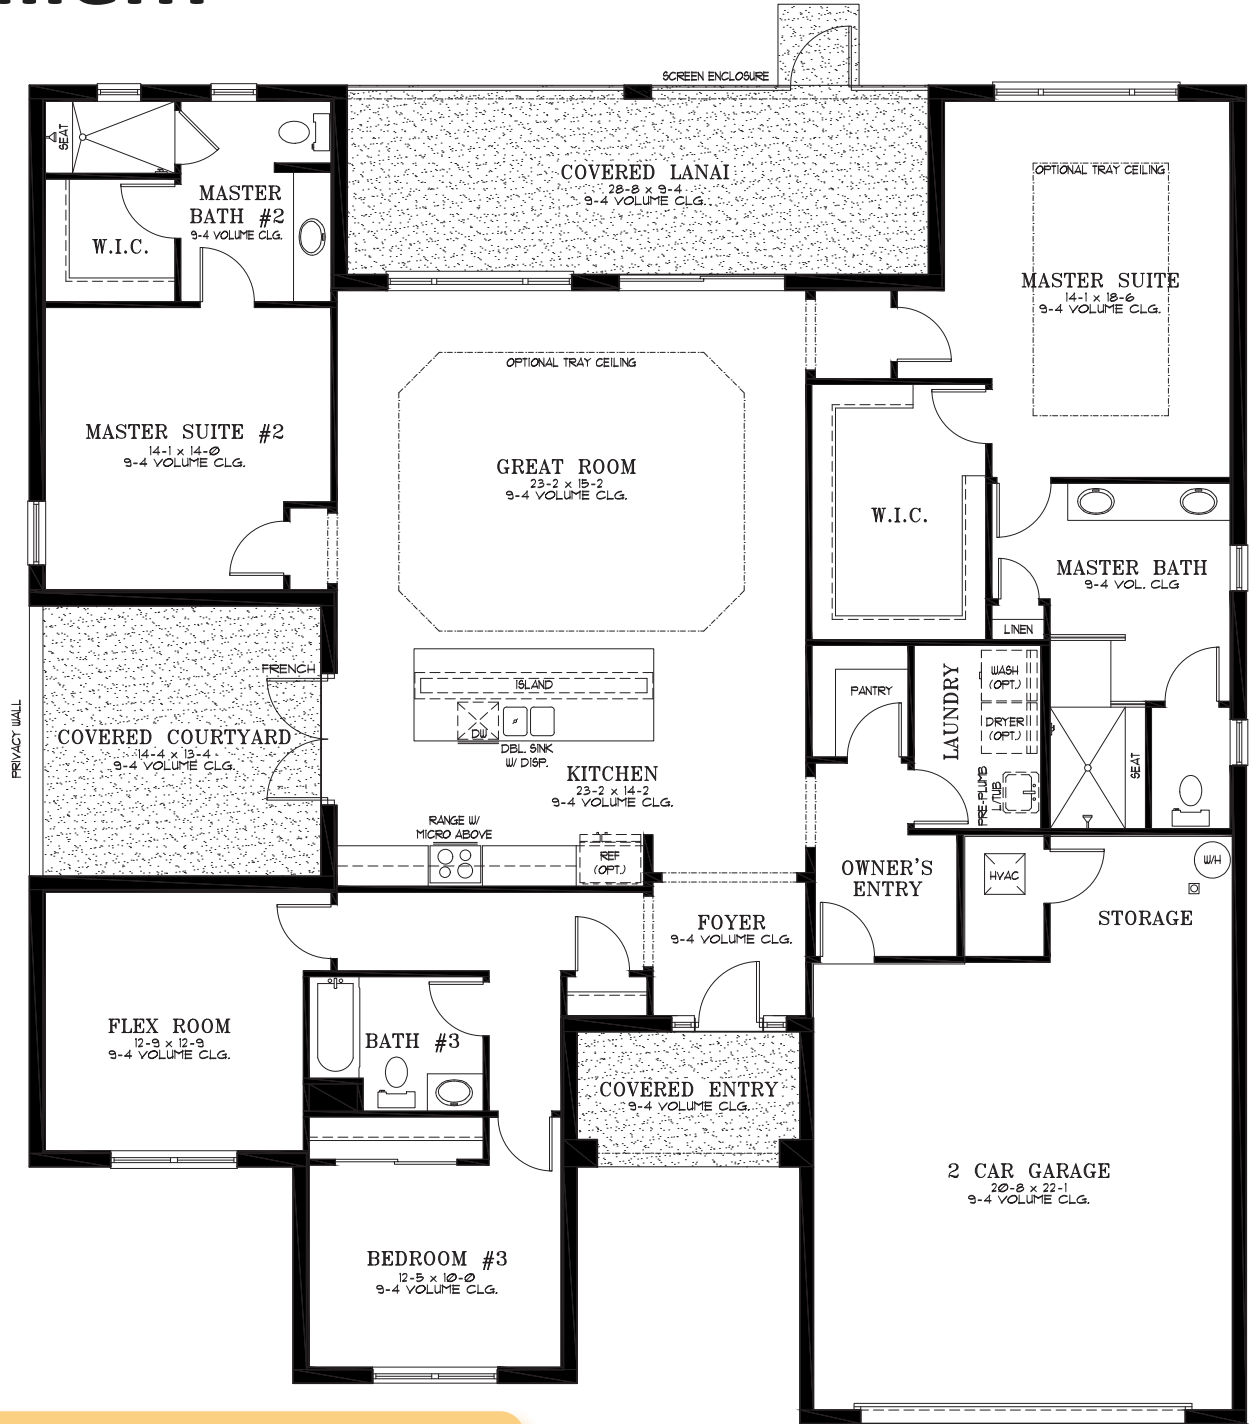 SCREEN ENCLOSURE
SEAT
COVERED LANAI
28-8 x 9-4
9-4 VOLUME CLG.
OPTIONAL TRAY CEILING
MASTER
BATH #2
9-4 VOLUME CLG.
W.I.C.
MASTER SUITE
14-1 x 18-6
9-4 VOLUME CLG.
OPTIONAL TRAY CEILING
MASTER SUITE #2
14-1 x 14-0
9-4 VOLUME CLG.
GREAT ROOM
23-2 x 15-2
9-4 VOLUME CLG.
W.I.C.
MASTER BATH
9-4 VOL. CLG
LINEN
FRENCH
ISLAND
PANTRY
LAUNDRY
WASH
(OPT.)
DRYER
(OPT.)
PRIVACY WALL
COVERED COURTYARD
14-4 x 13-4
9-4 VOLUME CLG.
DW
DBL. SINK
W/ DISP.
KITCHEN
23-2 x 14-2
9-4 VOLUME CLG.
PRE-PLUMB
L/TUB
SEAT
RANGE W/
MICRO ABOVE
REF
(OPT.)
OWNER'S
ENTRY
HVAC
W/H
STORAGE
FOYER
9-4 VOLUME CLG.
FLEX ROOM
12-9 x 12-9
9-4 VOLUME CLG.
BATH #3
COVERED ENTRY
9-4 VOLUME CLG.
2 CAR GARAGE
20-8 x 22-1
9-4 VOLUME CLG.
BEDROOM #3
12-5 x 10-0
9-4 VOLUME CLG.